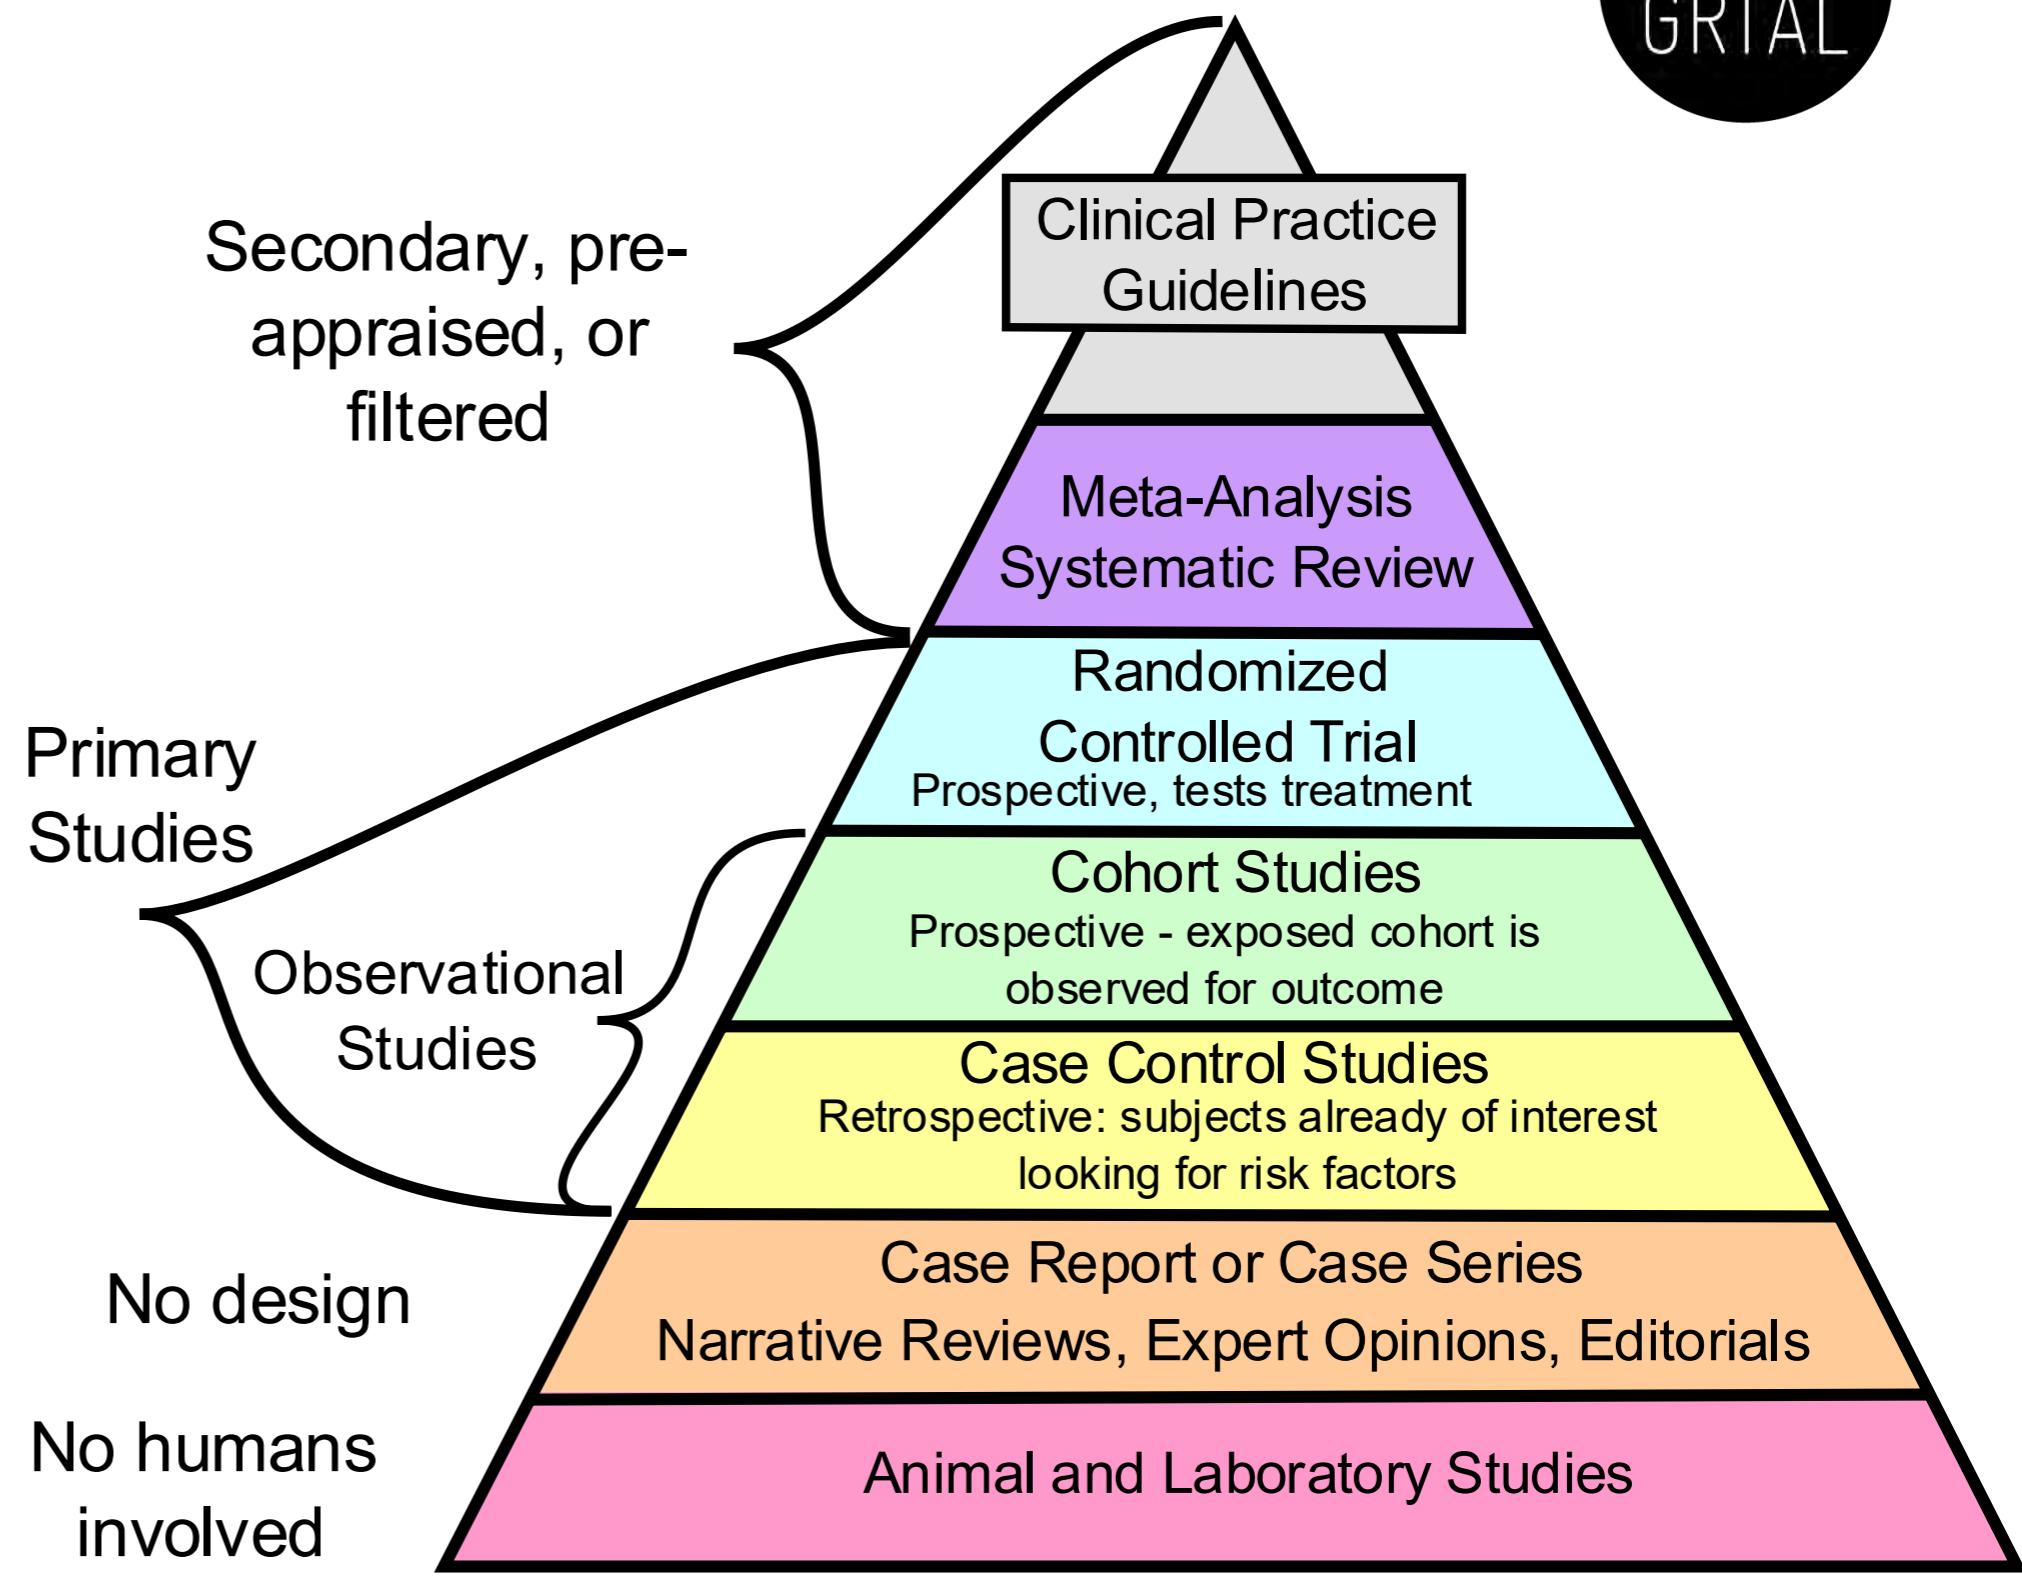 GRIAL
Clinical Practice
Guidelines
Secondary, pre-
appraised, or
filtered
Meta-Analysis
Systematic Review
Randomized
Controlled Trial
Prospective, tests treatment
Primary
Studies
Cohort Studies
Prospective - exposed cohort is
observed for outcome
Observational
Studies
Case Control Studies
Retrospective: subjects already of interest
looking for risk factors
No design
Case Report or Case Series
Narrative Reviews, Expert Opinions, Editorials
No humans
involved
Animal and Laboratory Studies